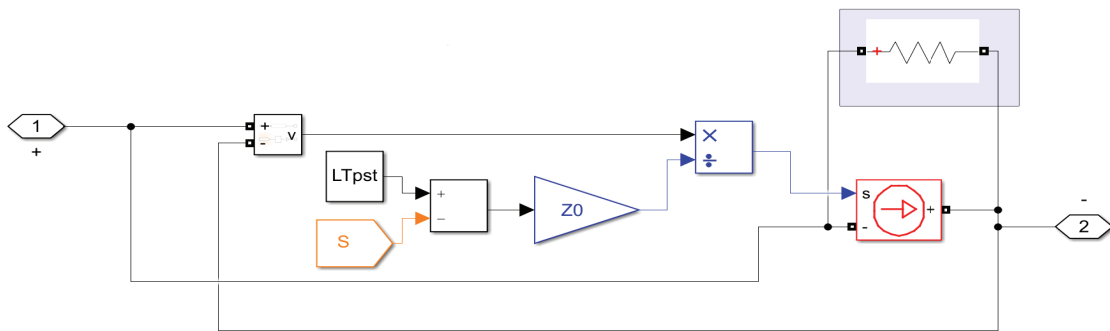 1
+
+
-
v
LTpst
S
+
−
Z0
×
÷
+
s
+
-
-
2